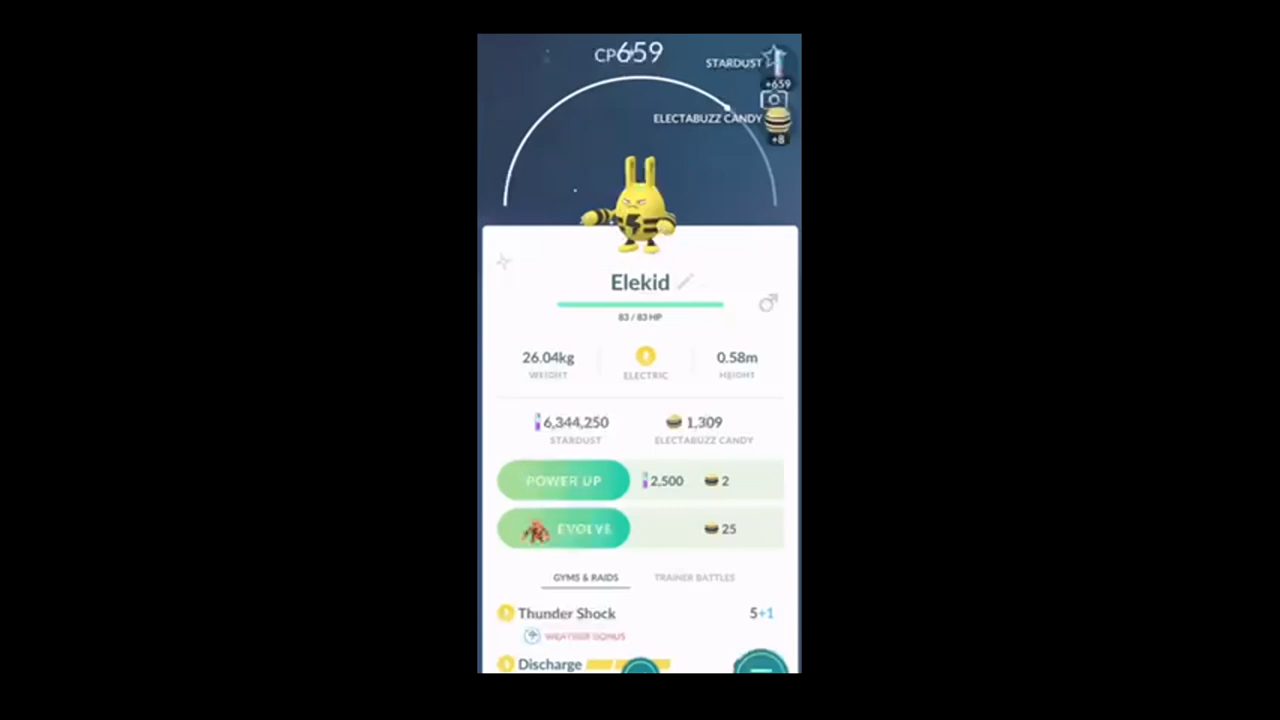 CP659
STARDUST
+659
ELECTABUZZ CANDY
+8
Elekid
83 / 83 HP
26.04kg
WEIGHT
ELECTRIC
0.58m
HEIGHT
6,344,250
STARDUST
1,309
ELECTABUZZ CANDY
POWER UP 2,500 2
EVOLVE 25
GYMS & RAIDS TRAINER BATTLES
Thunder Shock 5+1
WEATHER BONUS
Discharge